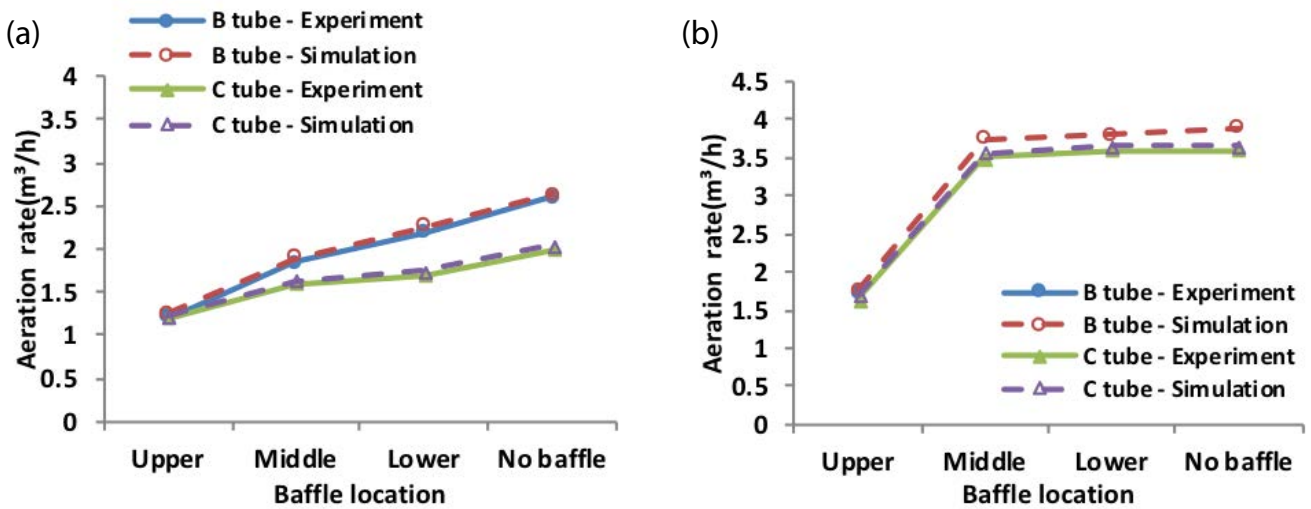 (a)
B tube - Experiment
B tube - Simulation
C tube - Experiment
C tube - Simulation
Aeration rate(m³/h)
4
3.5
3
2.5
2
1.5
1
0.5
0
Upper Middle Lower No baffle
Baffle location
(b)
Aeration rate(m³/h)
4.5
4
3.5
3
2.5
2
1.5
1
0.5
0
B tube - Experiment
B tube - Simulation
C tube - Experiment
C tube - Simulation
Upper Middle Lower No baffle
Baffle location